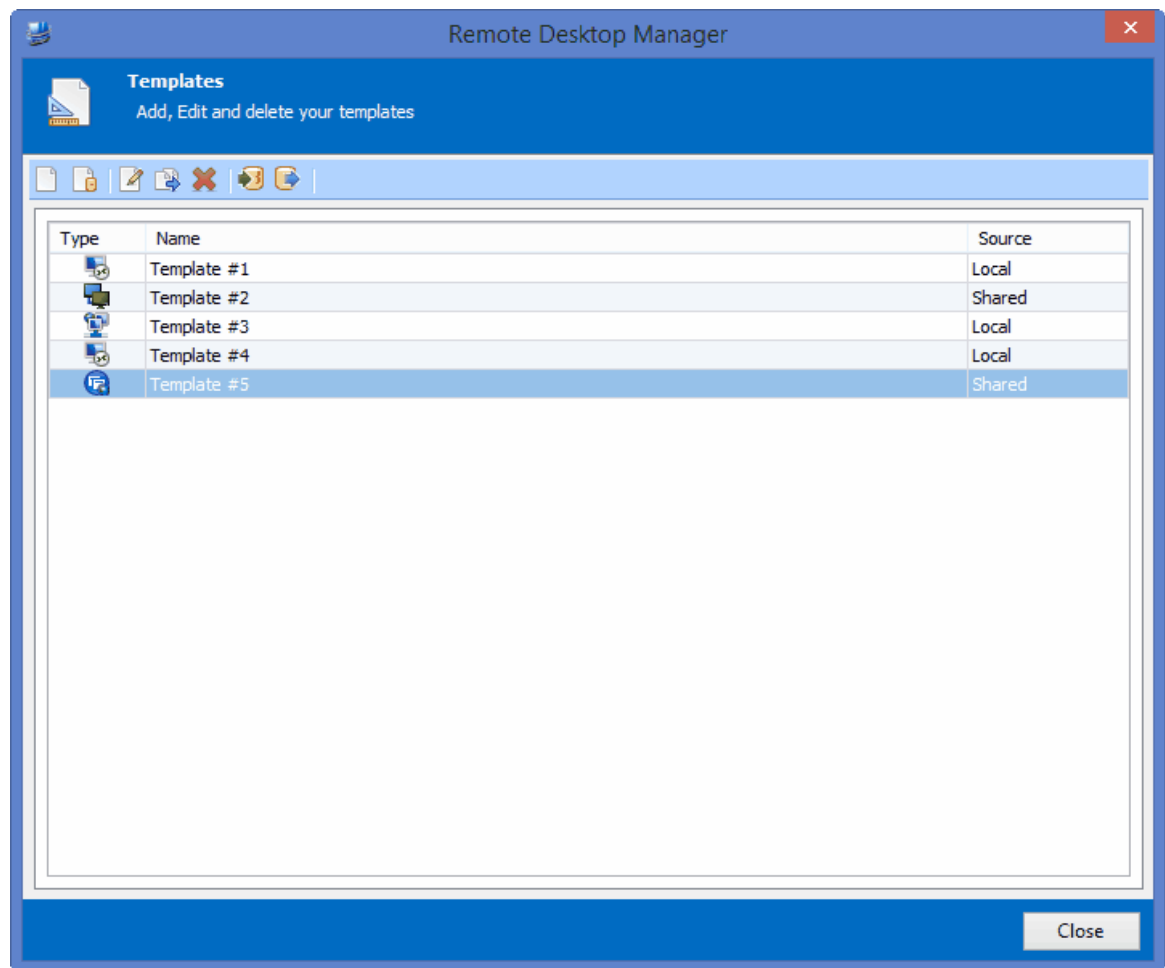 Remote Desktop Manager
Templates
Add, Edit and delete your templates
Type Name Source
Template #1 Local
Template #2 Shared
Template #3 Local
Template #4 Local
Template #5 Shared
Close